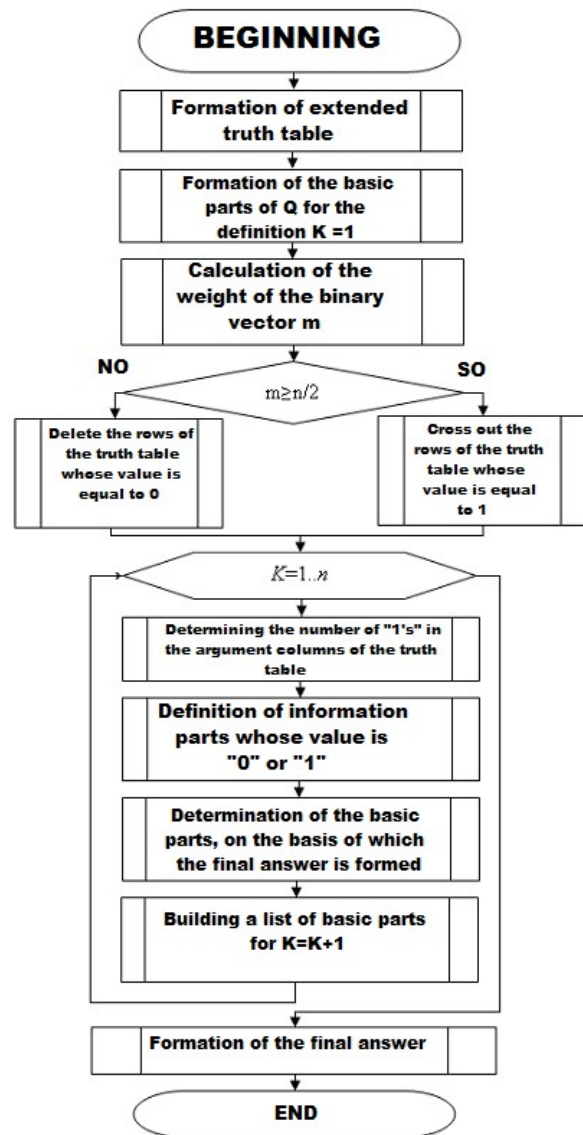 BEGINNING
Formation of extended
truth table
Formation of the basic
parts of Q for the
definition K =1
Calculation of the
weight of the binary
vector m
NO
SO
m≥n/2
Delete the rows of
the truth table
whose value is
equal to 0
Cross out the
rows of the truth
table whose
value is equal
to 1
K=1..n
Determining the number of "1's" in
the argument columns of the truth
table
Definition of information
parts whose value is
"0" or "1"
Determination of the basic
parts, on the basis of which
the final answer is formed
Building a list of basic parts
for K=K+1
Formation of the final answer
END